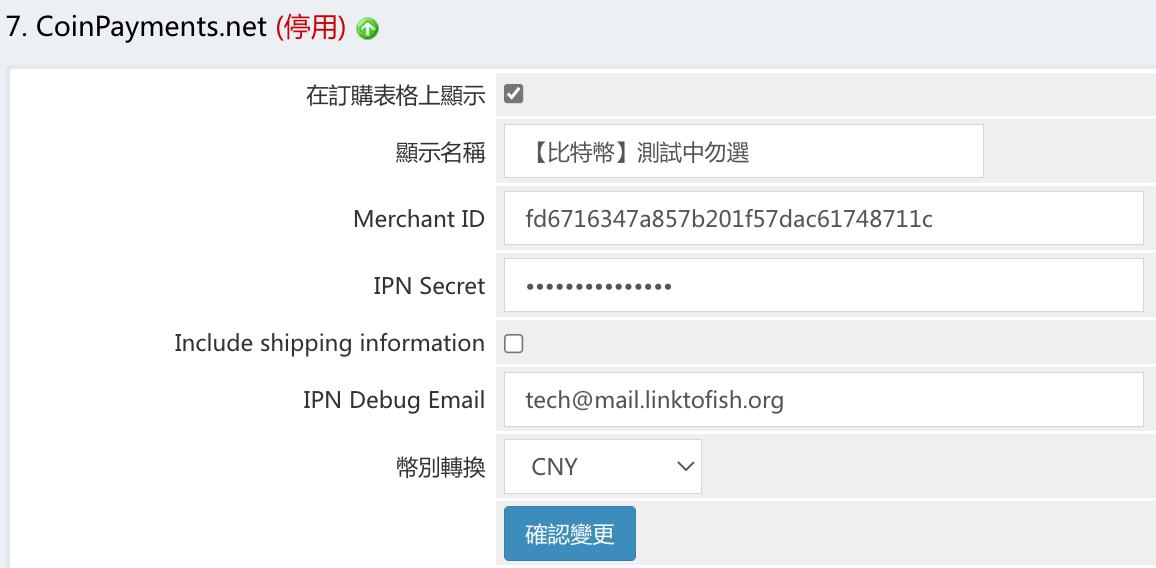 7. CoinPayments.net (停用)
在訂購表格上顯示
顯示名稱 【比特幣】測試中勿選
Merchant ID fd6716347a857b201f57dac61748711c
IPN Secret •••••••••••••••
Include shipping information
IPN Debug Email tech@mail.linktofish.org
幣別轉換 CNY
確認變更